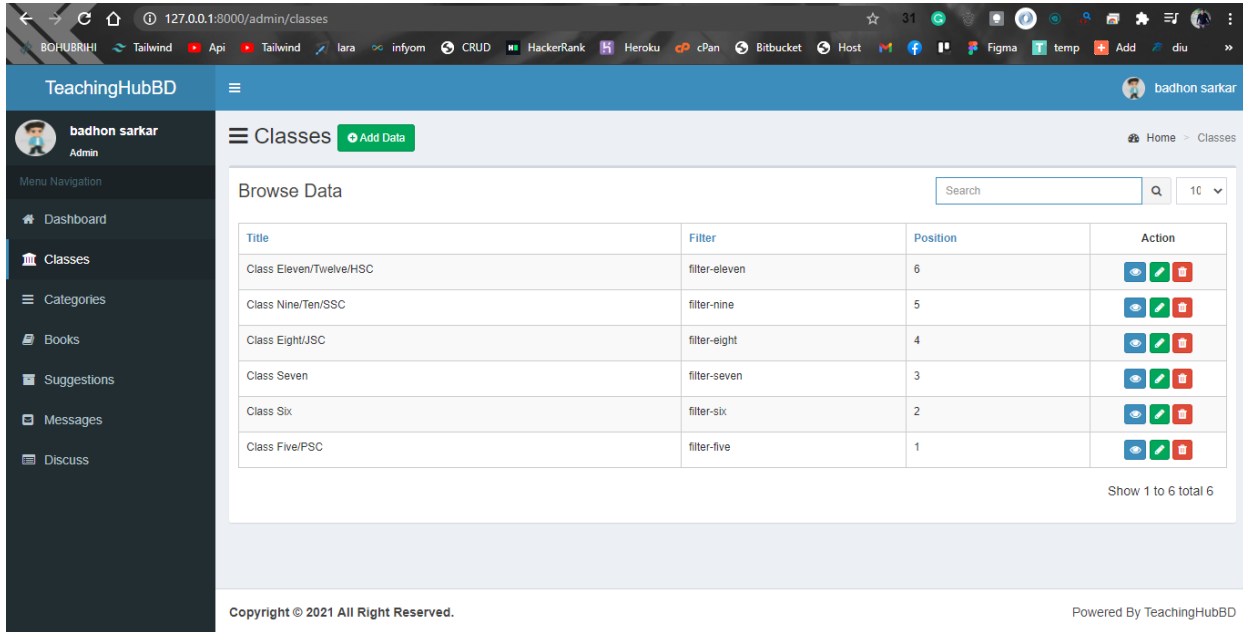 127.0.0.1:8000/admin/classes 31
BOHUBRIHI Tailwind Api Tailwind lara infyom CRUD HackerRank Heroku cPan Bitbucket Host Figma temp Add diu »
TeachingHubBD badhon sarkar
badhon sarkar
Admin
Classes Add Data Home > Classes
Menu Navigation
Browse Data Search 10
Dashboard
Classes
Categories
Books
Suggestions
Messages
Discuss
Title Filter Position Action
Class Eleven/Twelve/HSC filter-eleven 6
Class Nine/Ten/SSC filter-nine 5
Class Eight/JSC filter-eight 4
Class Seven filter-seven 3
Class Six filter-six 2
Class Five/PSC filter-five 1
Show 1 to 6 total 6
Copyright © 2021 All Right Reserved. Powered By TeachingHubBD